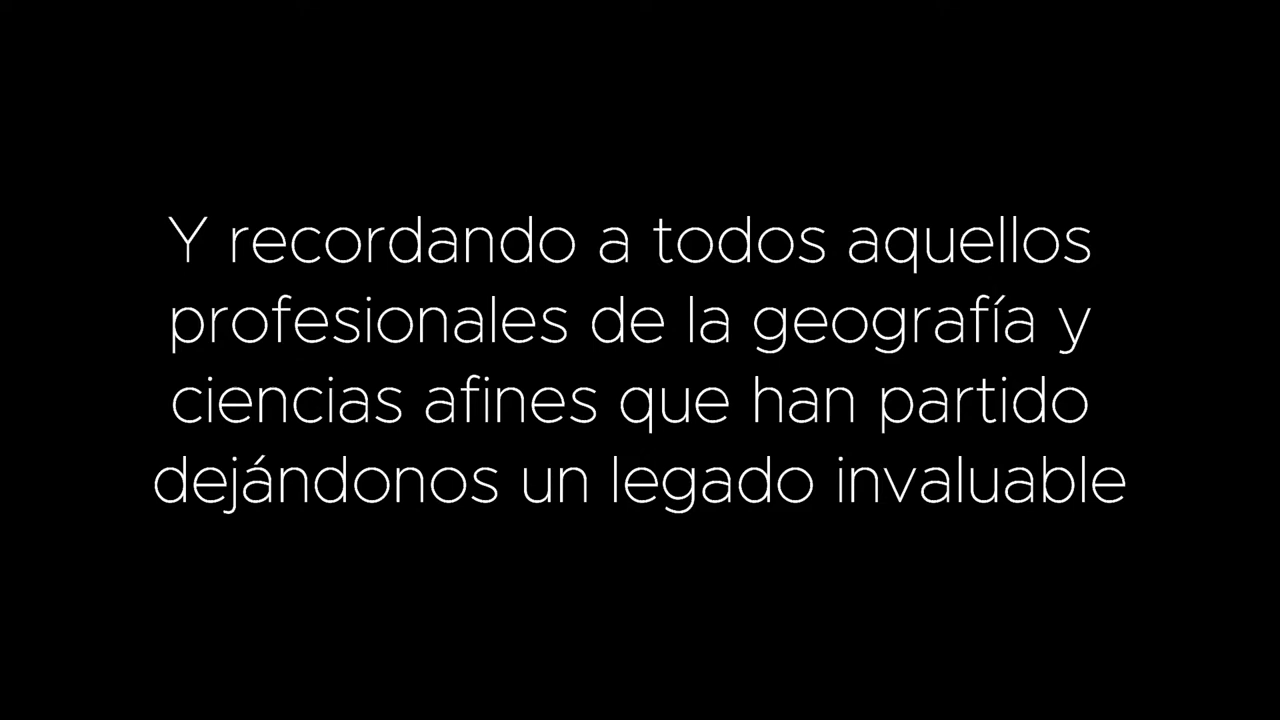 Y recordando a todos aquellos
profesionales de la geografía y
ciencias afines que han partido
dejándonos un legado invaluable